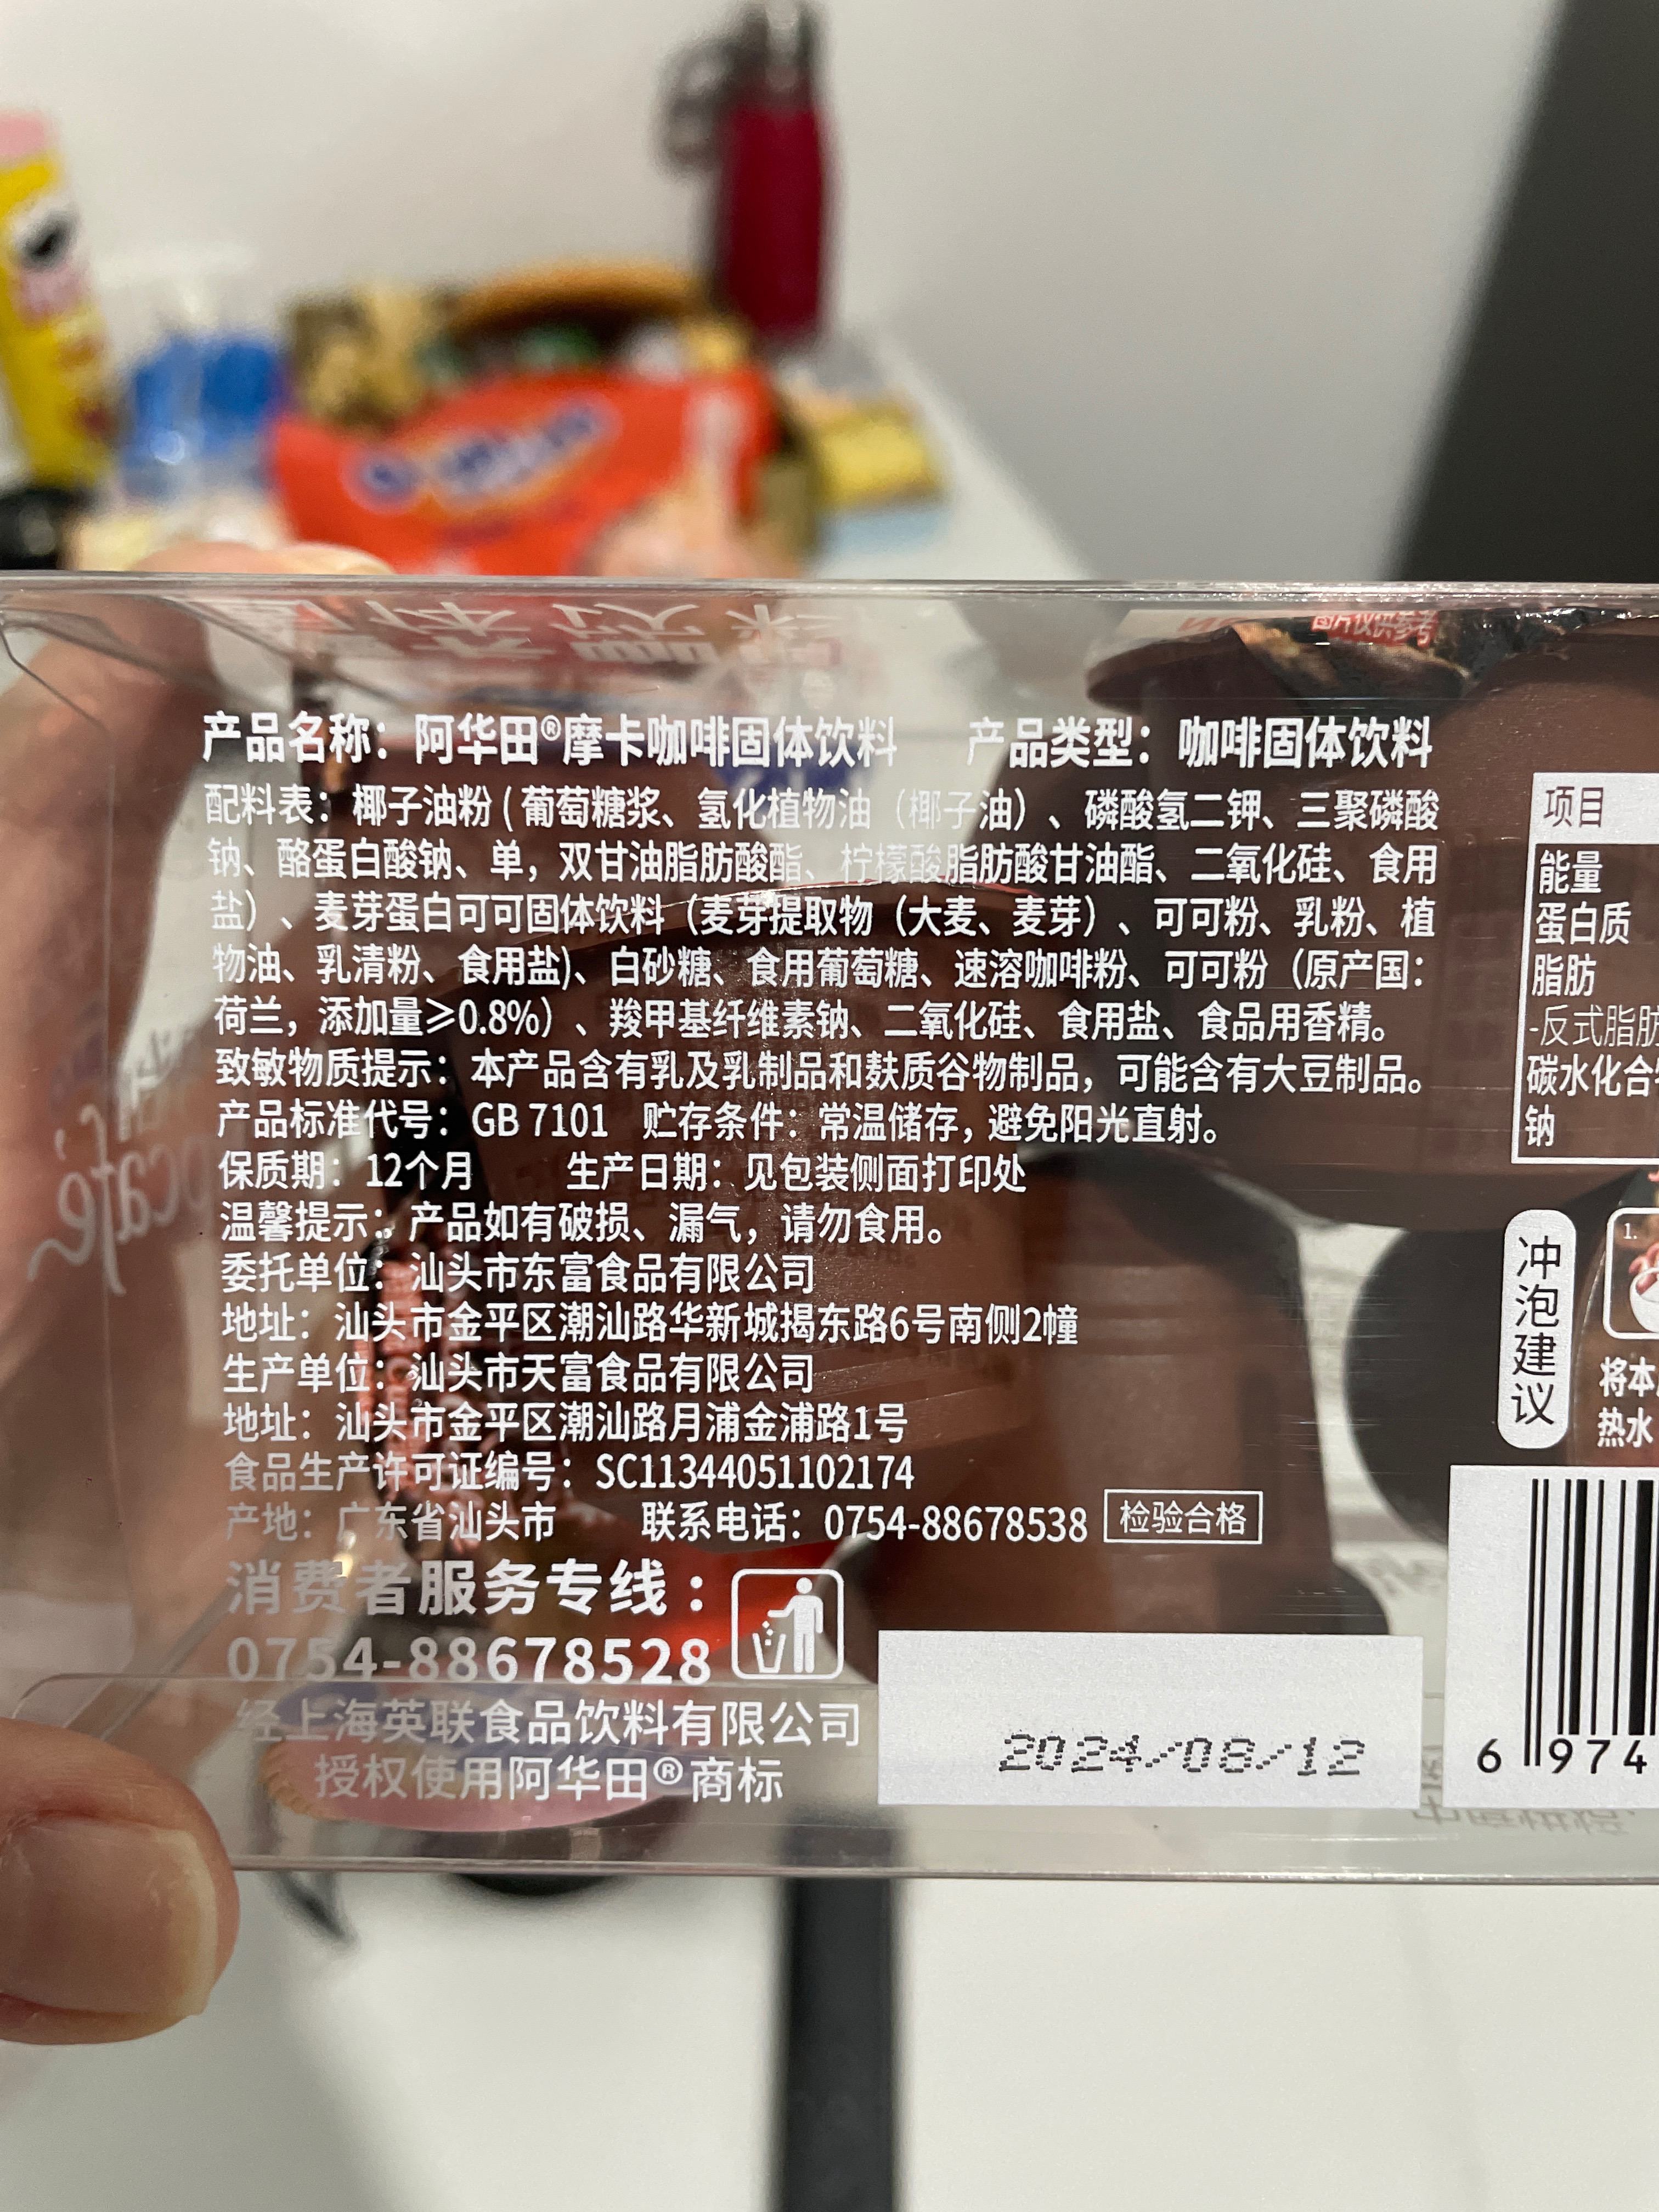 产品名称：阿华田®摩卡咖啡固体饮料 产品类型：咖啡固体饮料
配料表：椰子油粉（葡萄糖浆、氢化植物油（椰子油）、磷酸氢二钾、三聚磷酸
钠、酪蛋白酸钠、单，双甘油脂肪酸酯、柠檬酸脂肪酸甘油酯、二氧化硅、食用
盐）、麦芽蛋白可可固体饮料（麦芽提取物（大麦、麦芽）、可可粉、乳粉、植
物油、乳清粉、食用盐)、白砂糖、食用葡萄糖、速溶咖啡粉、可可粉（原产国：
荷兰，添加量≥0.8%）、羧甲基纤维素钠、二氧化硅、食用盐、食品用香精。
致敏物质提示：本产品含有乳及乳制品和麸质谷物制品，可能含有大豆制品。
产品标准代号：GB 7101 贮存条件：常温储存，避免阳光直射。
保质期：12个月 生产日期：见包装侧面打印处
温馨提示：产品如有破损、漏气，请勿食用。
委托单位：汕头市东富食品有限公司
地址：汕头市金平区潮汕路华新城揭东路6号南侧2幢
生产单位：汕头市天富食品有限公司
地址：汕头市金平区潮汕路月浦金浦路1号
食品生产许可证编号：SC11344051102174
产地：广东省汕头市 联系电话：0754-88678538 检验合格
消费者服务专线：
0754-88678528
经上海英联食品饮料有限公司
授权使用阿华田®商标
2024/08/12
项目
能量
蛋白质
脂肪
-反式脂肪
碳水化合
钠
冲泡建议
1.
将本
热水
6 974
图片仅供参考